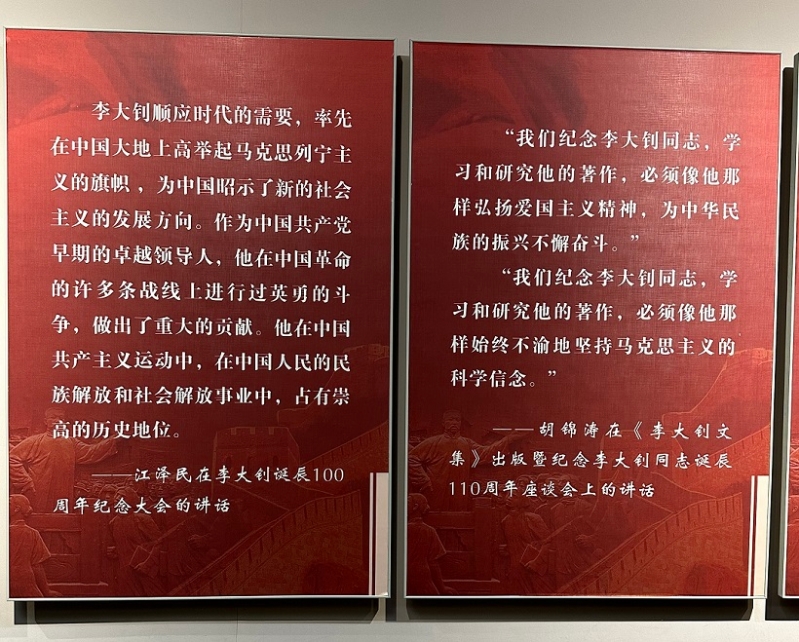 李大钊顺应时代的需要，率先
在中国大地上高举起马克思列宁主
义的旗帜，为中国昭示了新的社会
主义的发展方向。作为中国共产党
早期的卓越领导人，他在中国革命
的许多条战线上进行过英勇的斗
争，做出了重大的贡献。他在中国
共产主义运动中，在中国人民的民
族解放和社会解放事业中，占有崇
高的历史地位。
——江泽民在李大钊诞辰100
周年纪念大会的讲话
“我们纪念李大钊同志，学
习和研究他的著作，必须像他那
样弘扬爱国主义精神，为中华民
族的振兴不懈奋斗。”
“我们纪念李大钊同志，学
习和研究他的著作，必须像他那
样始终不渝地坚持马克思主义的
科学信念。”
——胡锦涛在《李大钊文
集》出版暨纪念李大钊同志诞辰
110周年座谈会上的讲话